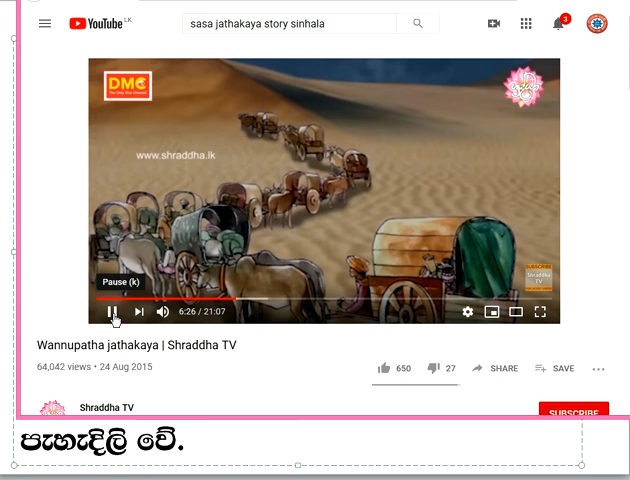 YouTube LK
sasa jathakaya story sinhala
3
DMC
www.shraddha.lk
SUBSCRIBE
Shraddha
TV
Pause (k)
6:26 / 21:07
Wannupatha jathakaya | Shraddha TV
64,042 views • 24 Aug 2015
650
27
SHARE
SAVE
Shraddha TV
SUBSCRIBE
පැහැදිලි වේ.